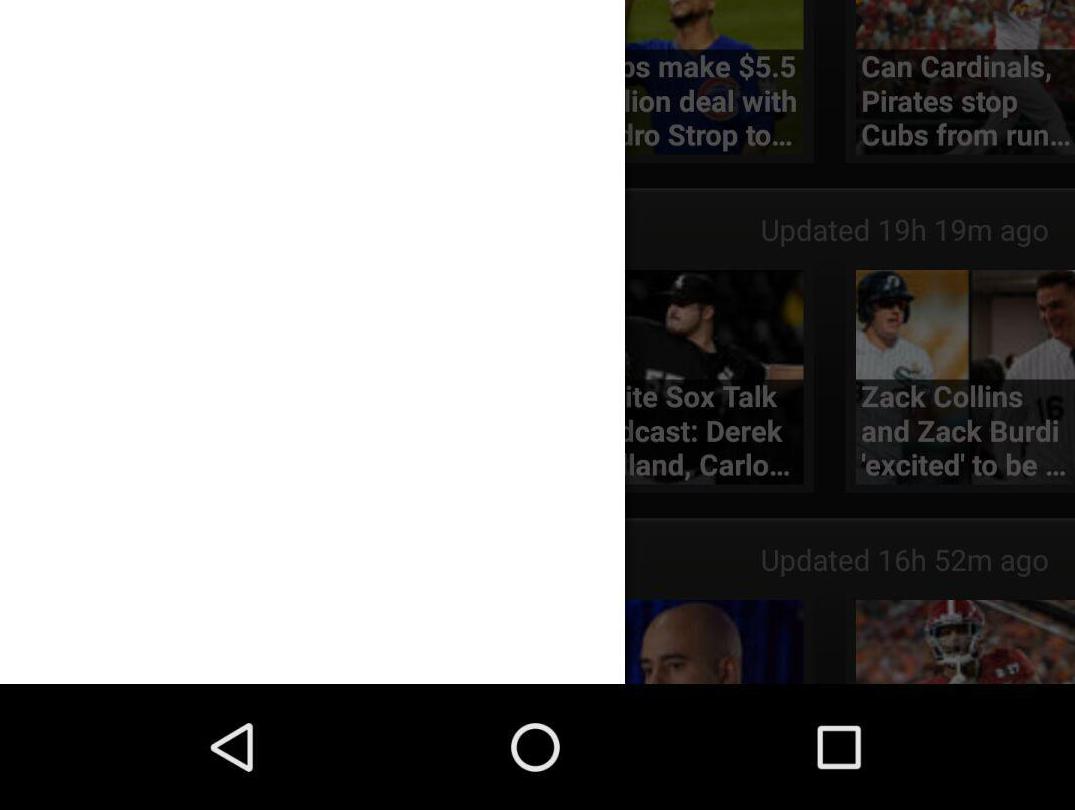 bs make $5.5
lion deal with
dro Strop to...
Can Cardinals,
Pirates stop
Cubs from run...
Updated 19h 19m ago
ite Sox Talk
dcast: Derek
lland, Carlo...
Zack Collins
and Zack Burdi
'excited' to be ...
16
Updated 16h 52m ago